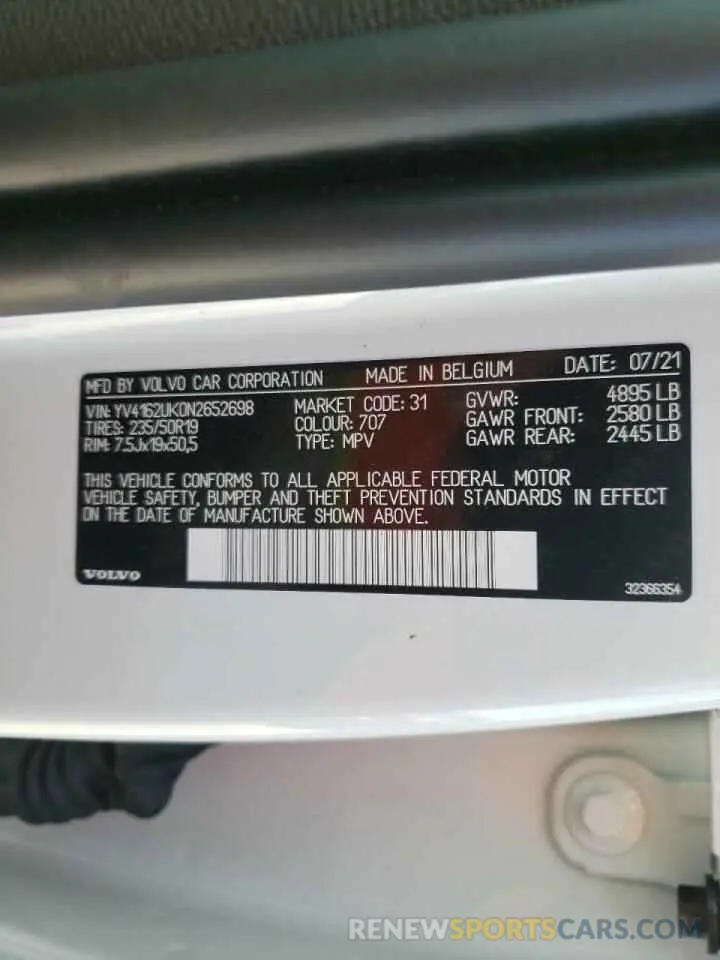 MFD BY VOLVO CAR CORPORATION MADE IN BELGIUM DATE: 07/21
VIN: YV4162UK0N2652698 MARKET CODE: 31 GVWR: 4895 LB
TIRES: 235/50R19 COLOUR: 707 GAWR FRONT: 2580 LB
RIM: 7.5Jx19x50,5 TYPE: MPV GAWR REAR: 2445 LB
THIS VEHICLE CONFORMS TO ALL APPLICABLE FEDERAL MOTOR
VEHICLE SAFETY, BUMPER AND THEFT PREVENTION STANDARDS IN EFFECT
ON THE DATE OF MANUFACTURE SHOWN ABOVE.
VOLVO 32366354
RENEWSPORTSCARS.COM